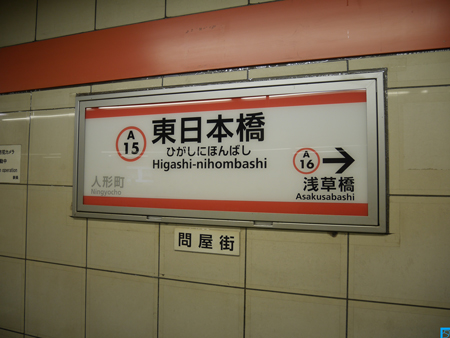 A
15
東日本橋
ひがしにほんばし
Higashi-nihombashi
人形町
Ningyocho
A
16
浅草橋
Asakusabashi
問屋街